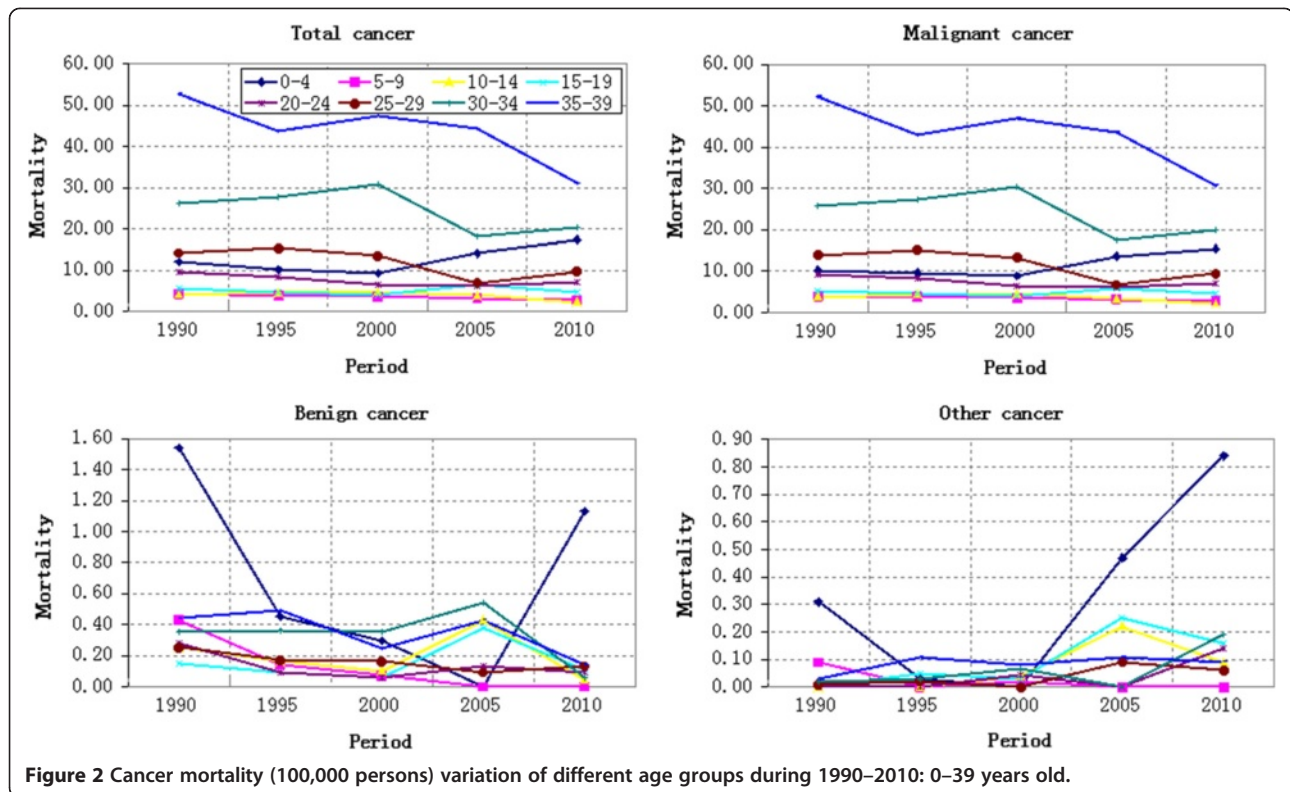 Total cancer
60.00
50.00
40.00
30.00
20.00
10.00
0.00
Mortality
0-4 5-9 10-14 15-19
20-24 25-29 30-34 35-39
1990 1995 2000 2005 2010
Period
Malignant cancer
60.00
50.00
40.00
30.00
20.00
10.00
0.00
Mortality
1990 1995 2000 2005 2010
Period
Benign cancer
1.60
1.40
1.20
1.00
0.80
0.60
0.40
0.20
0.00
Mortality
1990 1995 2000 2005 2010
Period
Other cancer
0.90
0.80
0.70
0.60
0.50
0.40
0.30
0.20
0.10
0.00
Mortality
1990 1995 2000 2005 2010
Period
Figure 2 Cancer mortality (100,000 persons) variation of different age groups during 1990–2010: 0–39 years old.